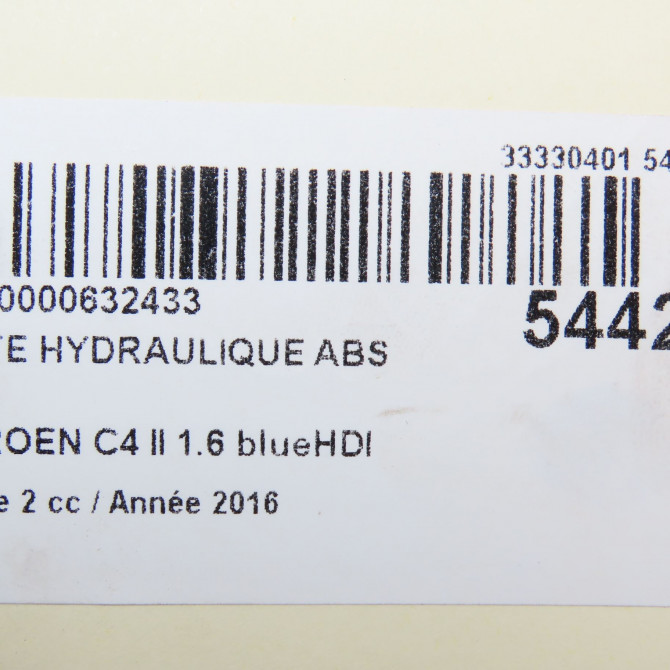 33330401 54
0000632433
5442
TE HYDRAULIQUE ABS
ROEN C4 II 1.6 blueHDI
e 2 cc / Année 2016